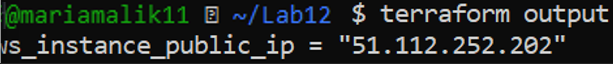 @mariamalik11 ~/Lab12 $ terraform output
ws_instance_public_ip = "51.112.252.202"